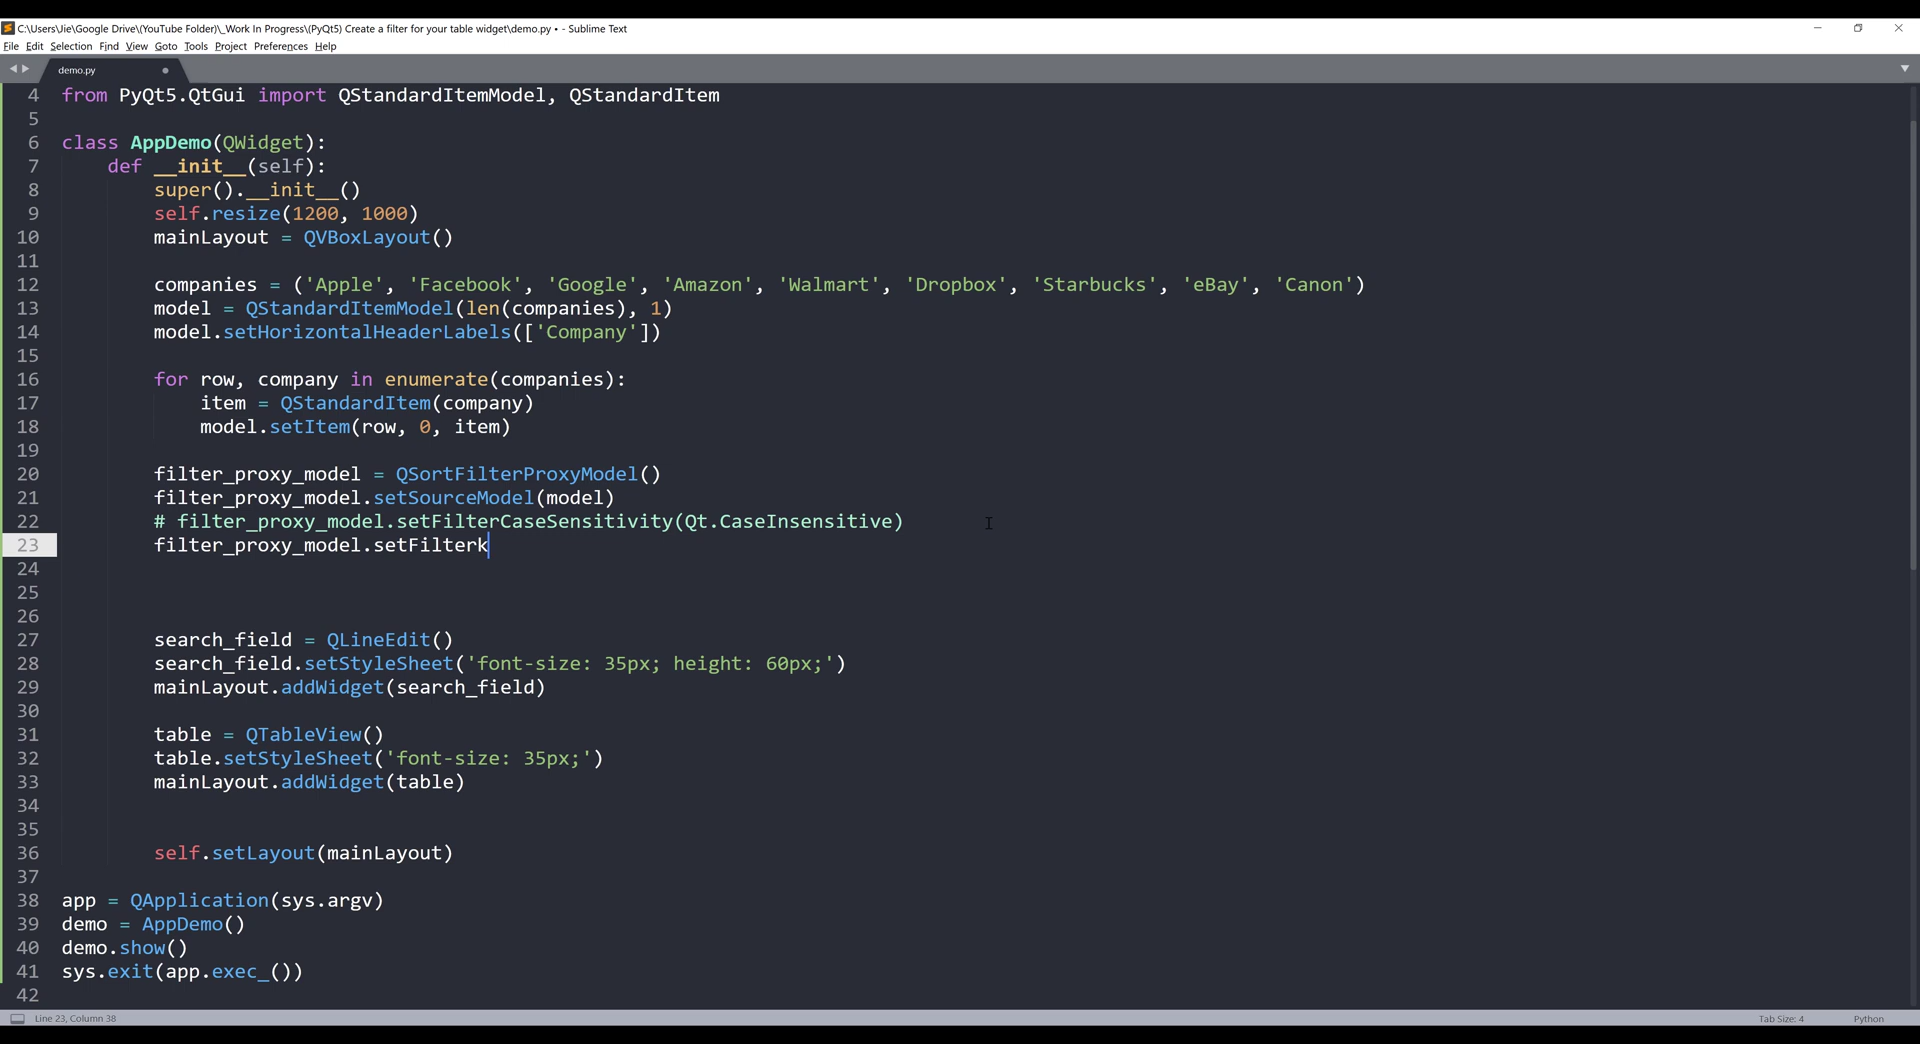 C:\Users\Jie\Google Drive\(YouTube Folder)\_Work In Progress\(PyQt5) Create a filter for your table widget\demo.py • - Sublime Text
File Edit Selection Find View Goto Tools Project Preferences Help
demo.py
4 from PyQt5.QtGui import QStandardItemModel, QStandardItem
5
6 class AppDemo(QWidget):
7     def __init__(self):
8         super().__init__()
9         self.resize(1200, 1000)
10         mainLayout = QVBoxLayout()
11
12         companies = ('Apple', 'Facebook', 'Google', 'Amazon', 'Walmart', 'Dropbox', 'Starbucks', 'eBay', 'Canon')
13         model = QStandardItemModel(len(companies), 1)
14         model.setHorizontalHeaderLabels(['Company'])
15
16         for row, company in enumerate(companies):
17             item = QStandardItem(company)
18             model.setItem(row, 0, item)
19
20         filter_proxy_model = QSortFilterProxyModel()
21         filter_proxy_model.setSourceModel(model)
22         # filter_proxy_model.setFilterCaseSensitivity(Qt.CaseInsensitive)
23         filter_proxy_model.setFilterk
24
25
26
27         search_field = QLineEdit()
28         search_field.setStyleSheet('font-size: 35px; height: 60px;')
29         mainLayout.addWidget(search_field)
30
31         table = QTableView()
32         table.setStyleSheet('font-size: 35px;')
33         mainLayout.addWidget(table)
34
35
36         self.setLayout(mainLayout)
37
38 app = QApplication(sys.argv)
39 demo = AppDemo()
40 demo.show()
41 sys.exit(app.exec_())
42
Line 23, Column 38 Tab Size: 4 Python